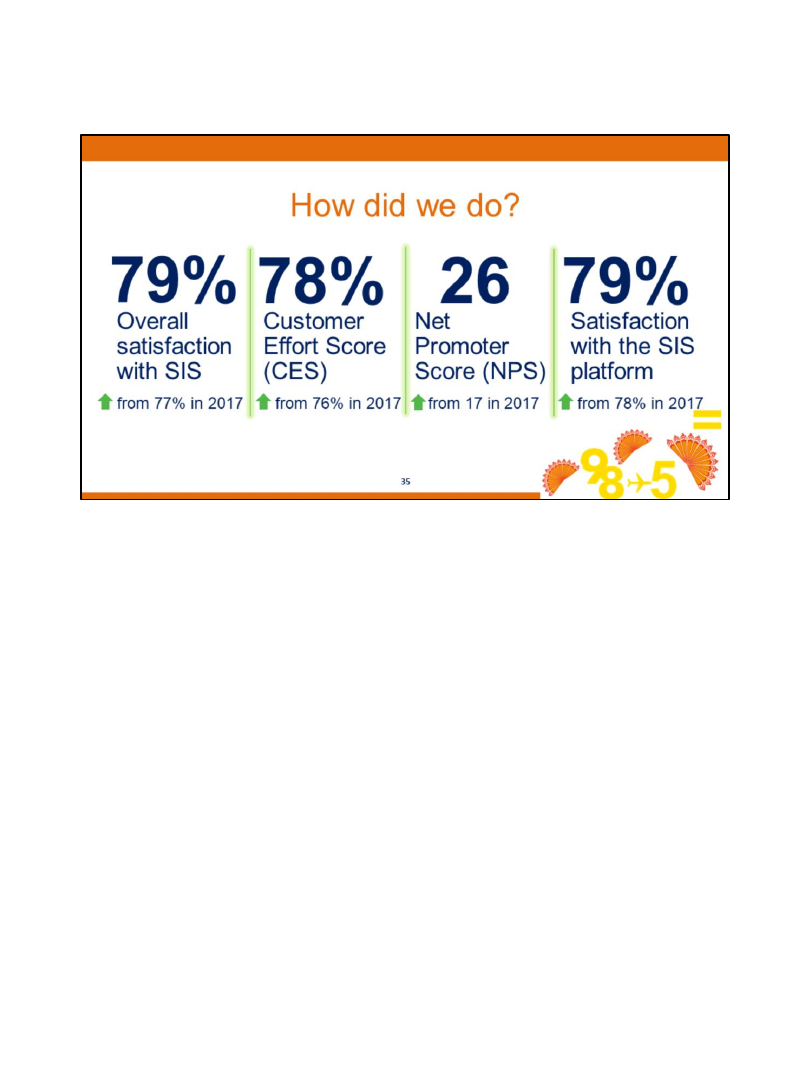 How did we do?
79%
Overall
satisfaction
with SIS
from 77% in 2017
78%
Customer
Effort Score
(CES)
from 76% in 2017
26
Net
Promoter
Score (NPS)
from 17 in 2017
79%
Satisfaction
with the SIS
platform
from 78% in 2017
=
98 5
35